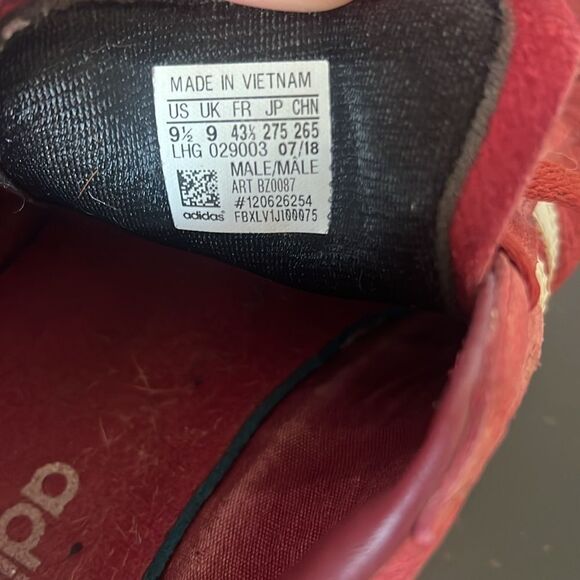 MADE IN VIETNAM
US UK FR JP CHN
9½ 9 43⅓ 275 265
LHG 029003 07/18
MALE/MÂLE
ART BZ0087
#120626254
adidas FBXLV1J100075
adi